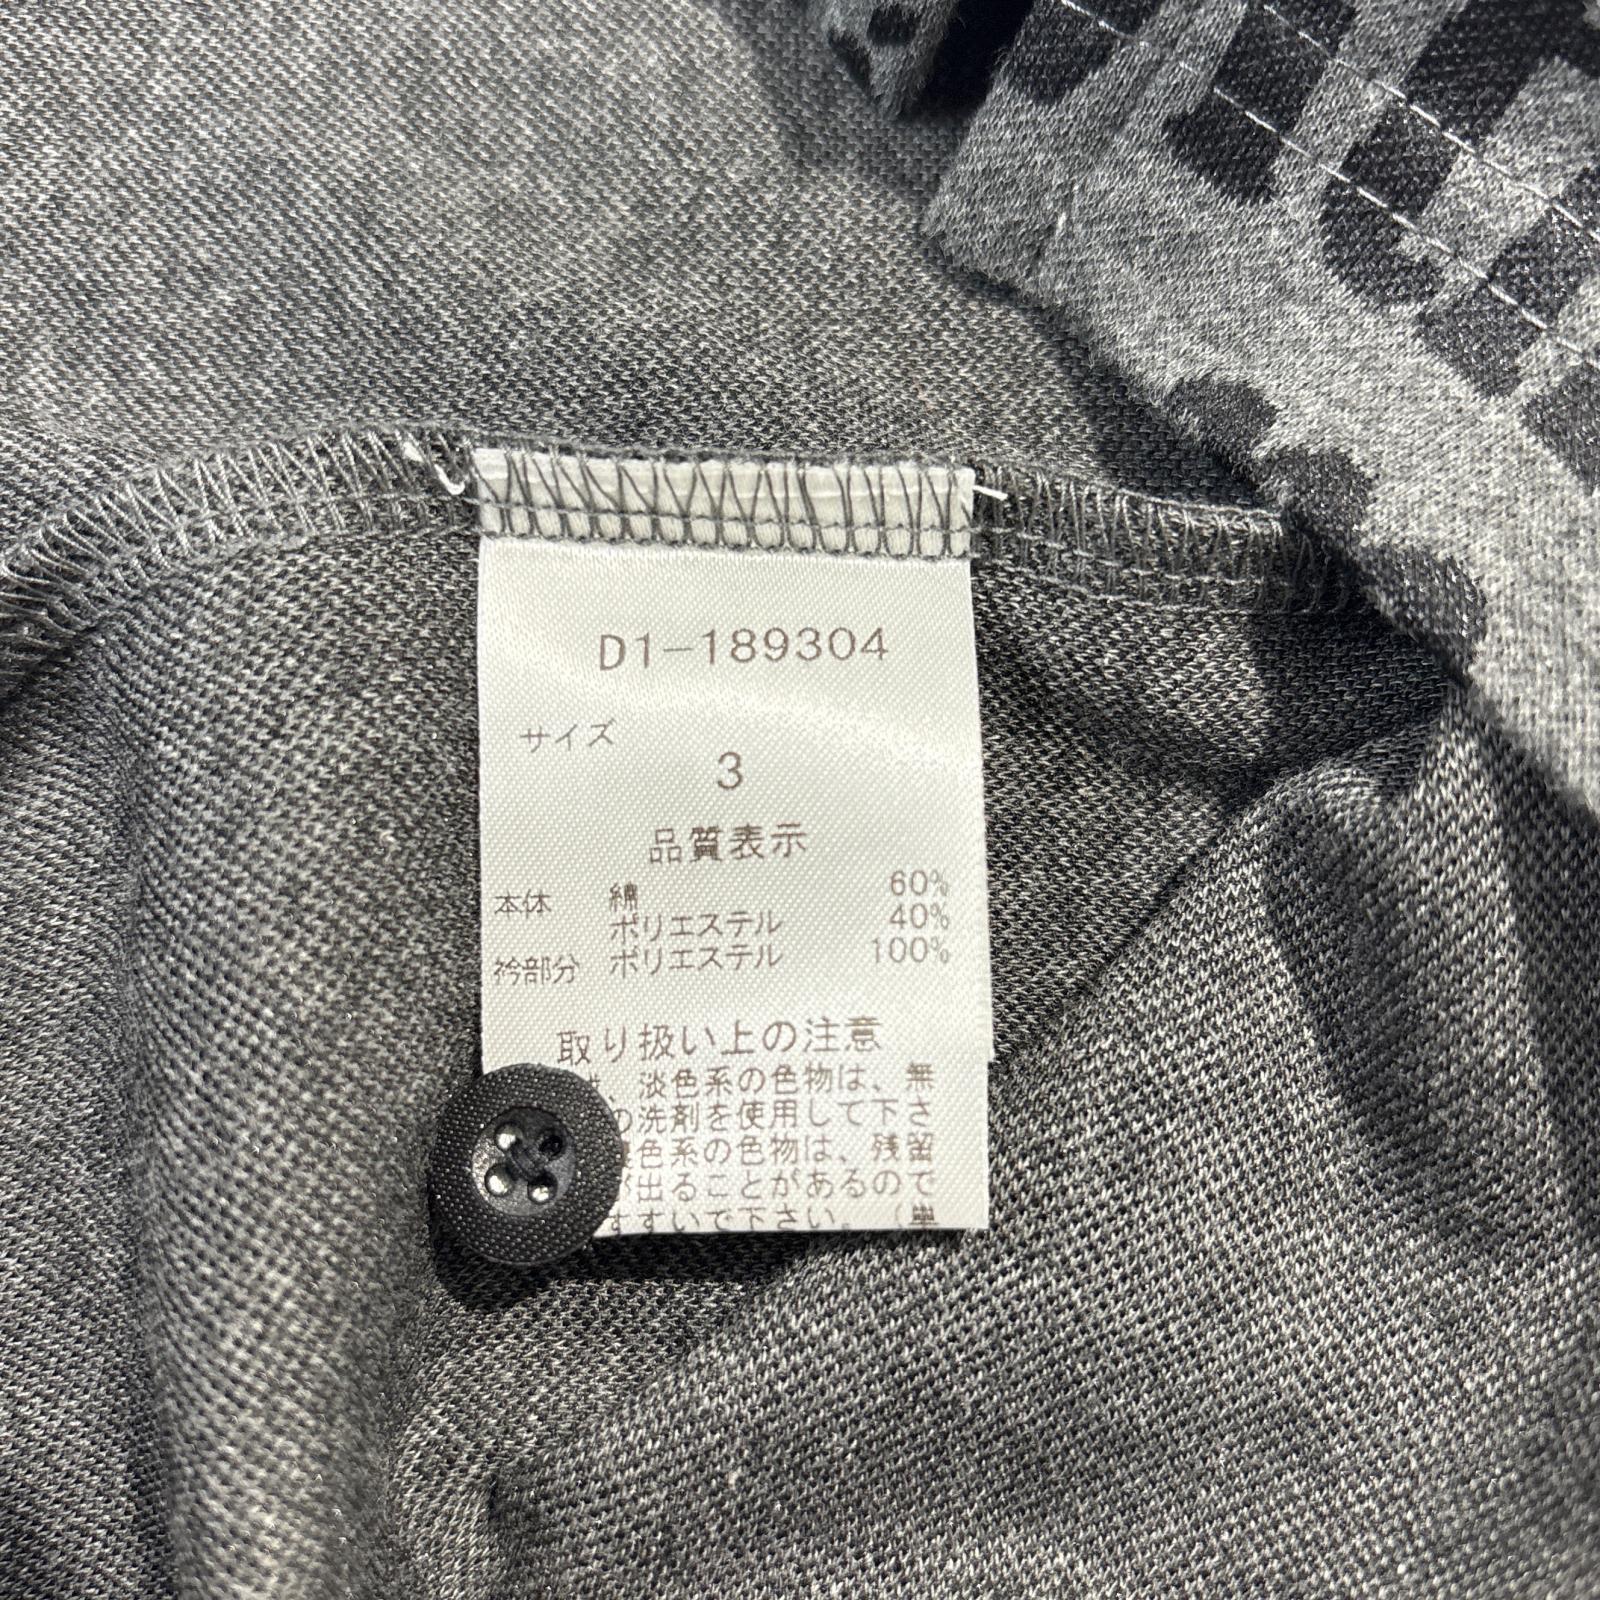 D1-189304
サイズ
3
品質表示
本体 綿 60%
ポリエステル 40%
衿部分 ポリエステル 100%
取り扱い上の注意
、淡色系の色物は、無
の洗剤を使用して下さ
色系の色物は、残留
が出ることがあるので
すすいで下さい。(単